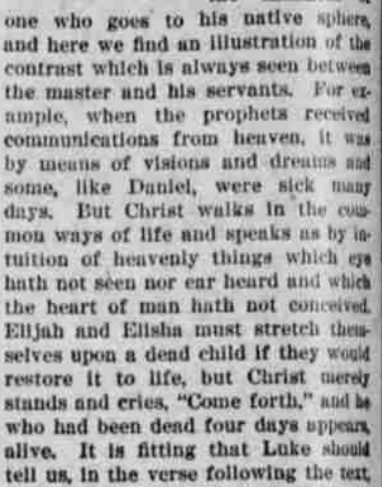 one who goes to his native sphere,
and here we find an illustration of the
contrast which is always seen between
the master and his servants. For ex-
ample, when the prophets received
communications from heaven, it was
by means of visions and dreams and
some, like Daniel, were sick many
days. But Christ walks in the com-
mon ways of life and speaks as by in-
tuition of heavenly things which eye
hath not seen nor ear heard and which
the heart of man hath not conceived.
Elijah and Elisha must stretch them-
selves upon a dead child if they would
restore it to life, but Christ merely
stands and cries, "Come forth," and he
who had been dead four days appears,
alive. It is fitting that Luke should
tell us, in the verse following the text,